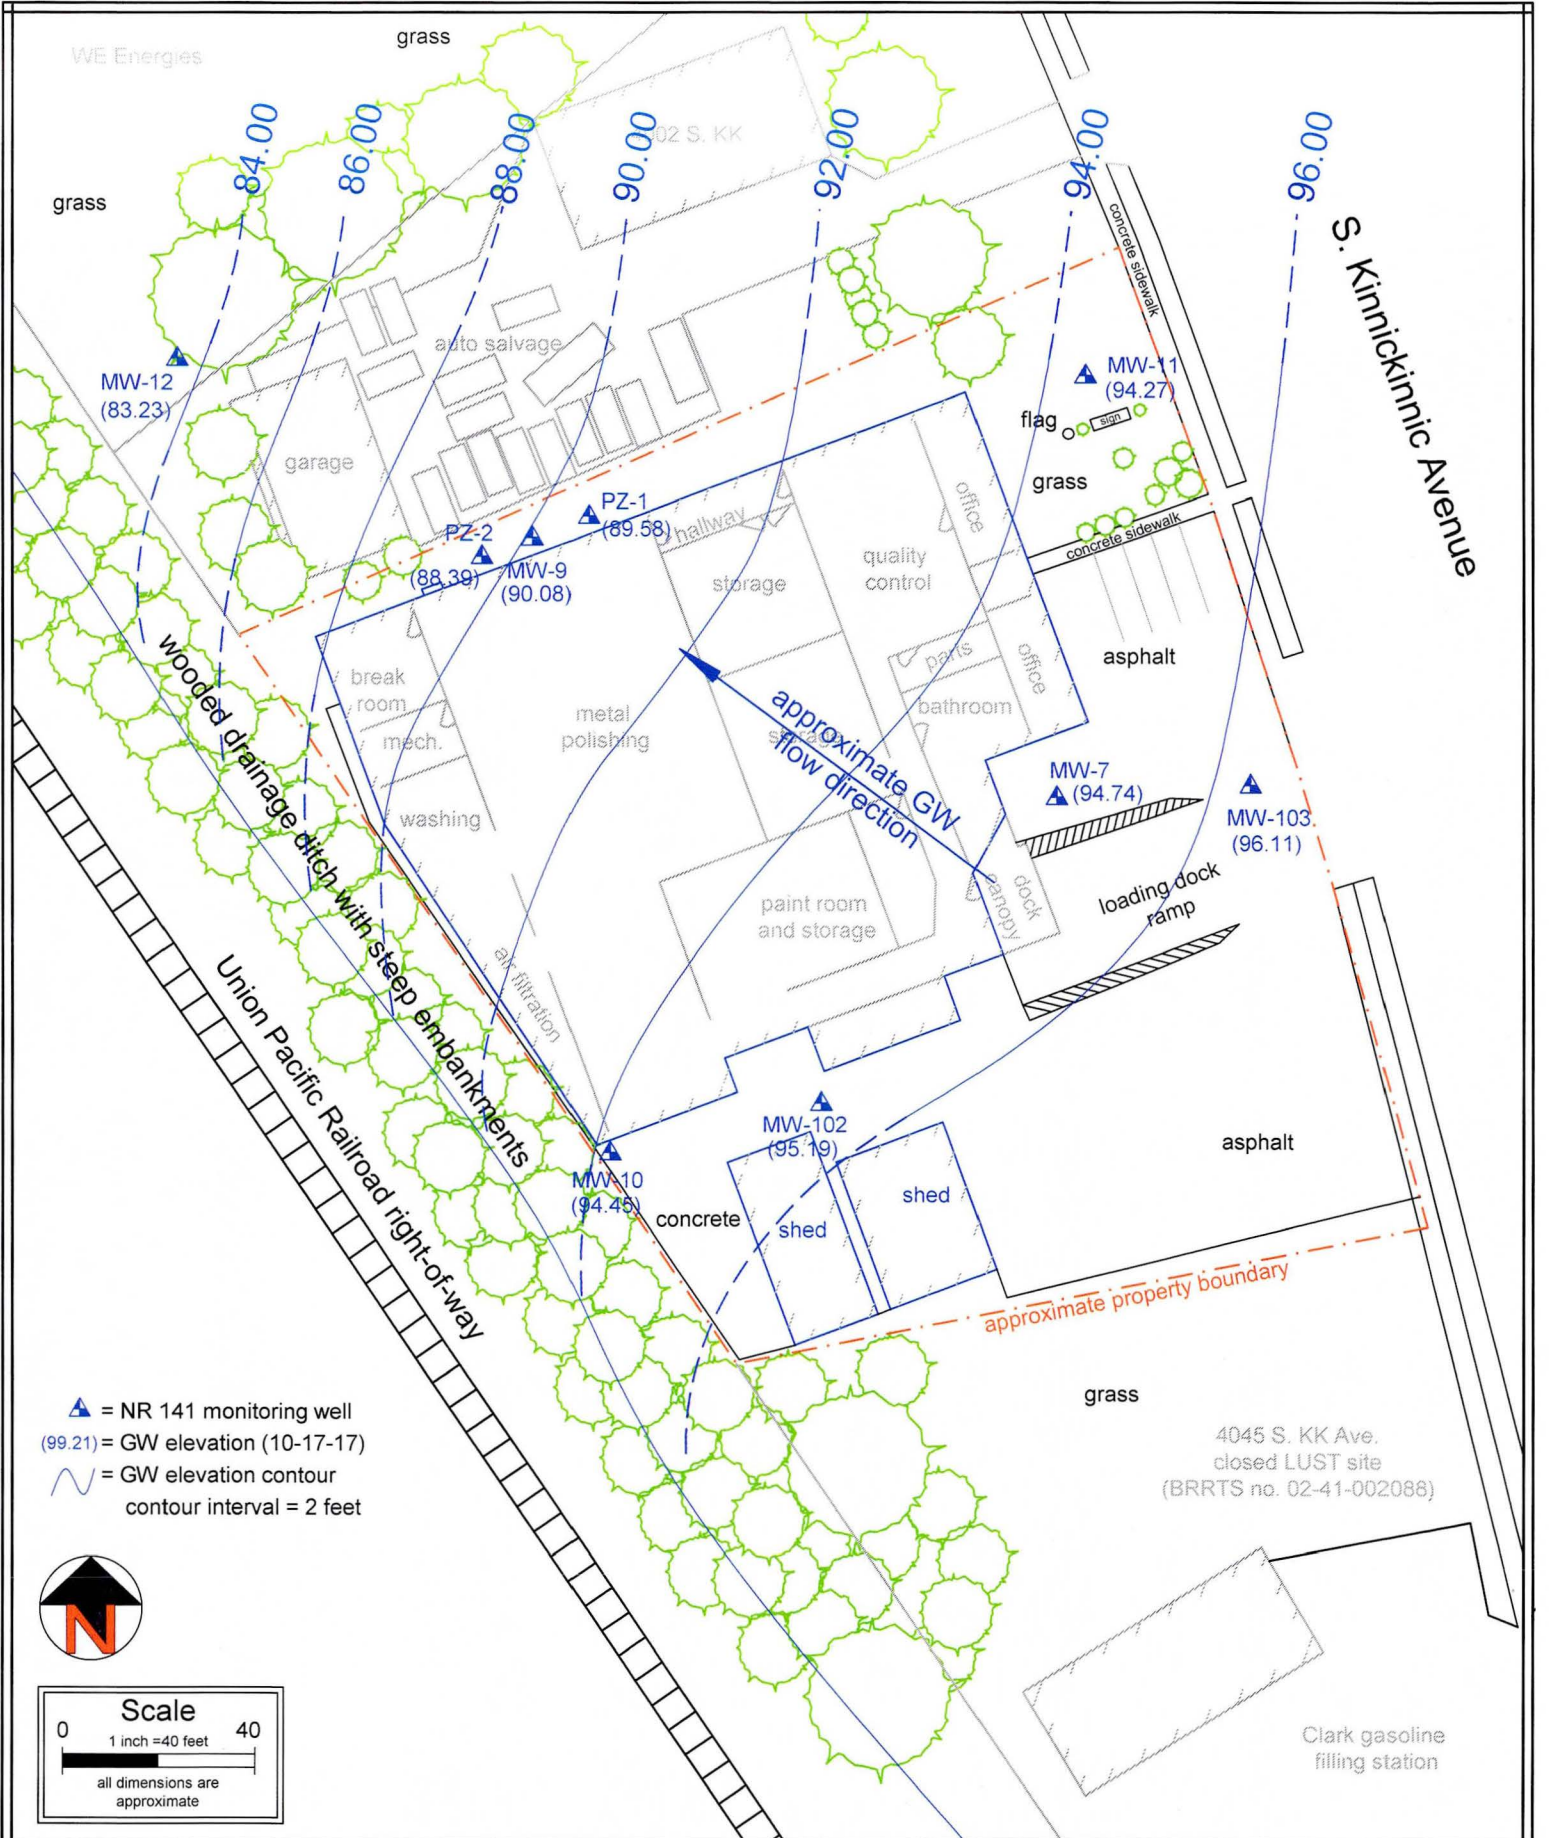 WE Energies
grass
84.00
86.00
88.00
90.00
92.00
94.00
96.00
grass
concrete sidewalk
S. Kinnickinnic Avenue
MW-12
(83.23)
auto salvage
MW-11
(94.27)
flag
sign
garage
grass
PZ-1
(89.58)
PZ-2
(88.39)
MW-9
(90.08)
hallway
office
concrete sidewalk
storage
quality
control
parts
office
asphalt
wooded drainage ditch with steep embankments
break
room
mech.
metal
polishing
bathroom
storage
approximate GW
flow direction
MW-7
(94.74)
MW-103
(96.11)
washing
loading dock
ramp
dock
canopy
paint room
and storage
air filtration
Union Pacific Railroad right-of-way
MW-102
(95.19)
asphalt
MW-10
(94.45)
concrete
shed
shed
approximate property boundary
grass
= NR 141 monitoring well
(99.21) = GW elevation (10-17-17)
= GW elevation contour
contour interval = 2 feet
4045 S. KK Ave.
closed LUST site
(BRRTS no. 02-41-002088)
N
Scale
0 40
1 inch =40 feet
all dimensions are
approximate
Clark gasoline
filling station